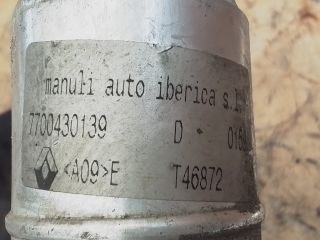 manuli auto iberica s.l.
7700430139 D
<A09>E T46872